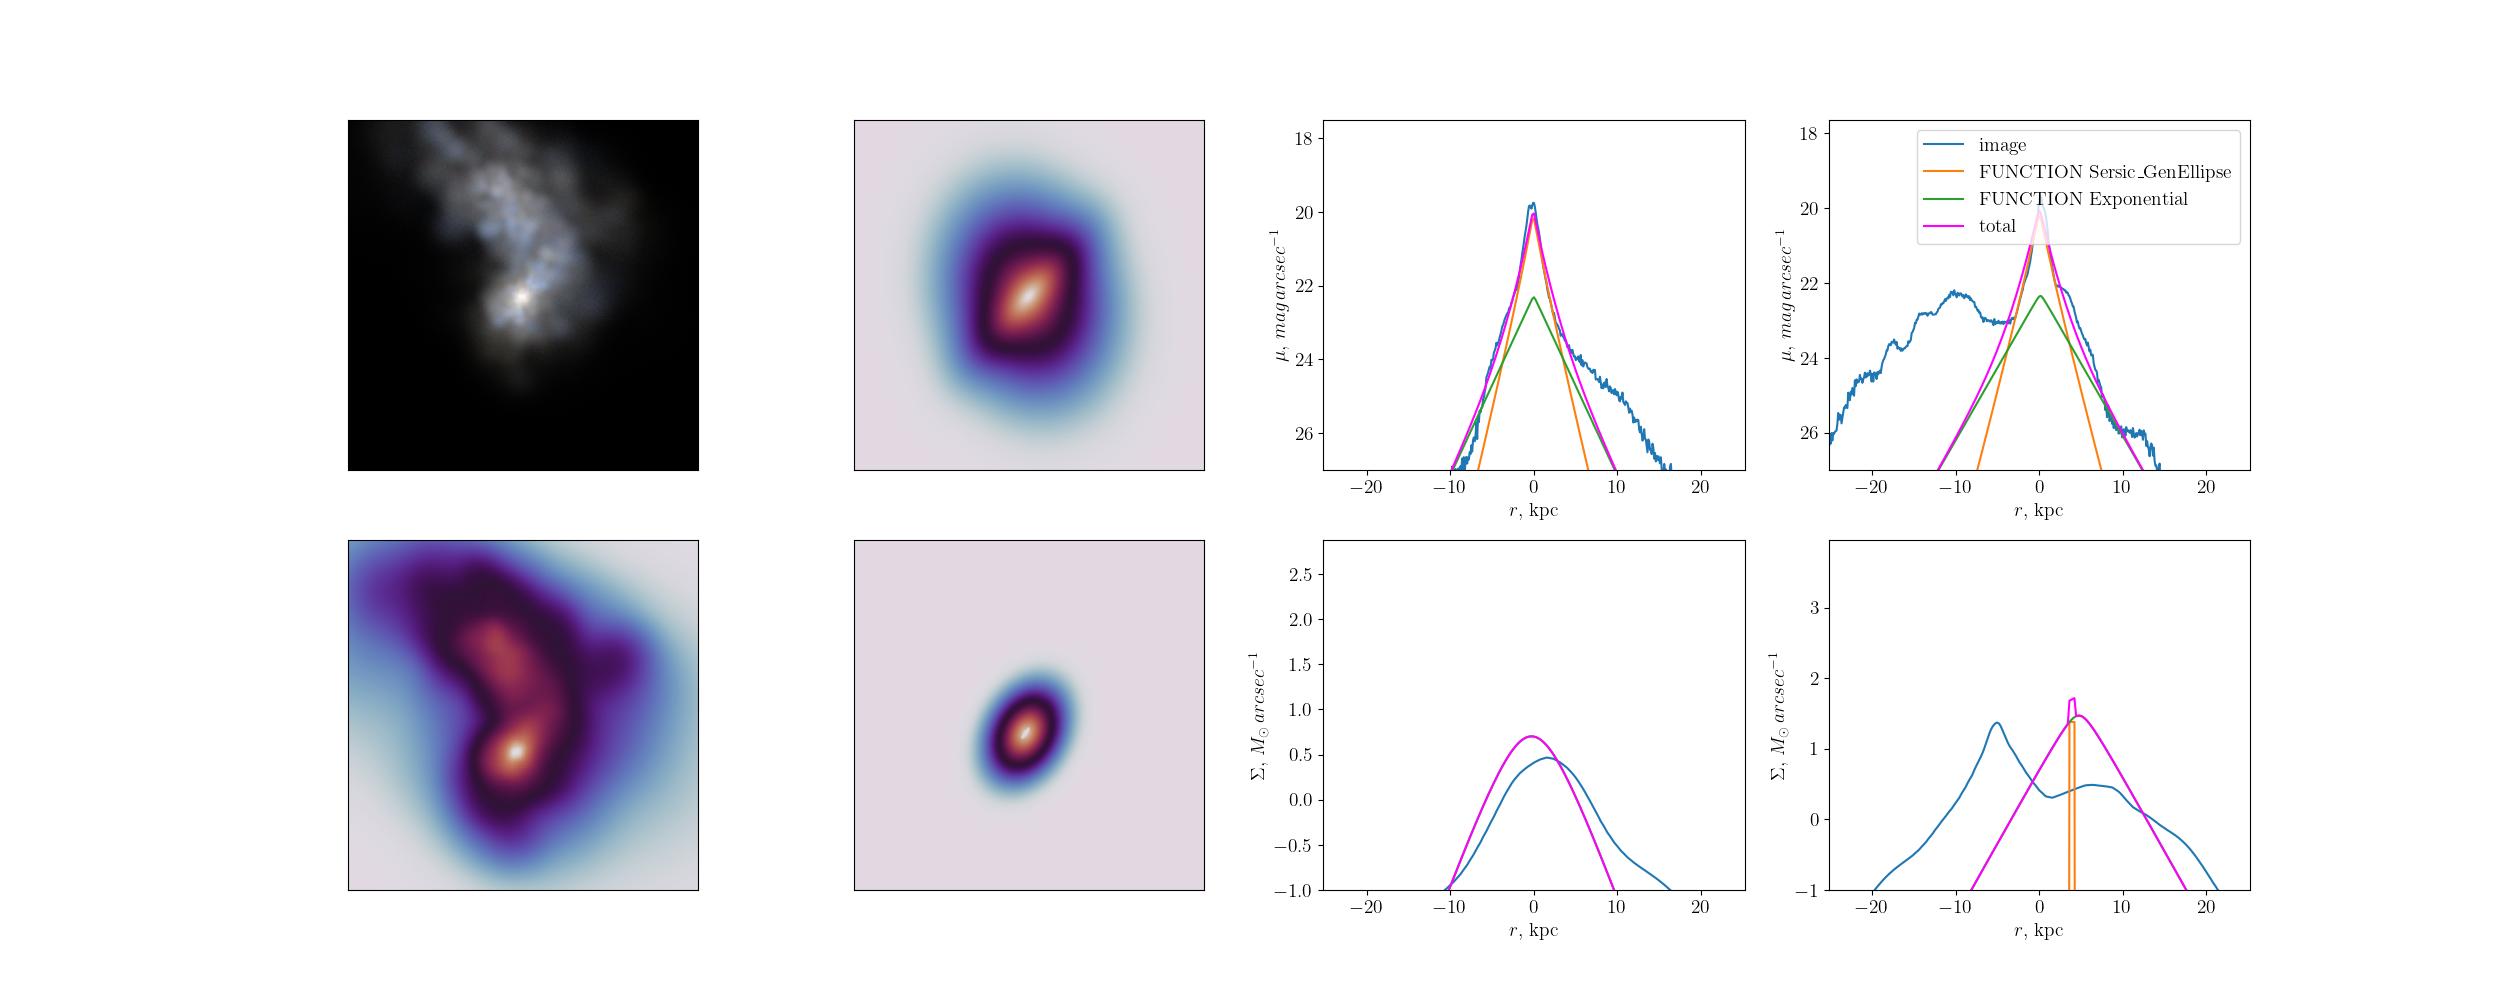 18
20
22
24
26
μ, mag arcsec⁻¹
−20 −10 0 10 20
r, kpc
18
20
22
24
26
μ, mag arcsec⁻¹
image
FUNCTION Sersic_GenEllipse
FUNCTION Exponential
total
−20 −10 0 10 20
r, kpc
2.5
2.0
1.5
1.0
0.5
0.0
−0.5
−1.0
Σ, M⊙ arcsec⁻¹
−20 −10 0 10 20
r, kpc
3
2
1
0
−1
Σ, M⊙ arcsec⁻¹
−20 −10 0 10 20
r, kpc